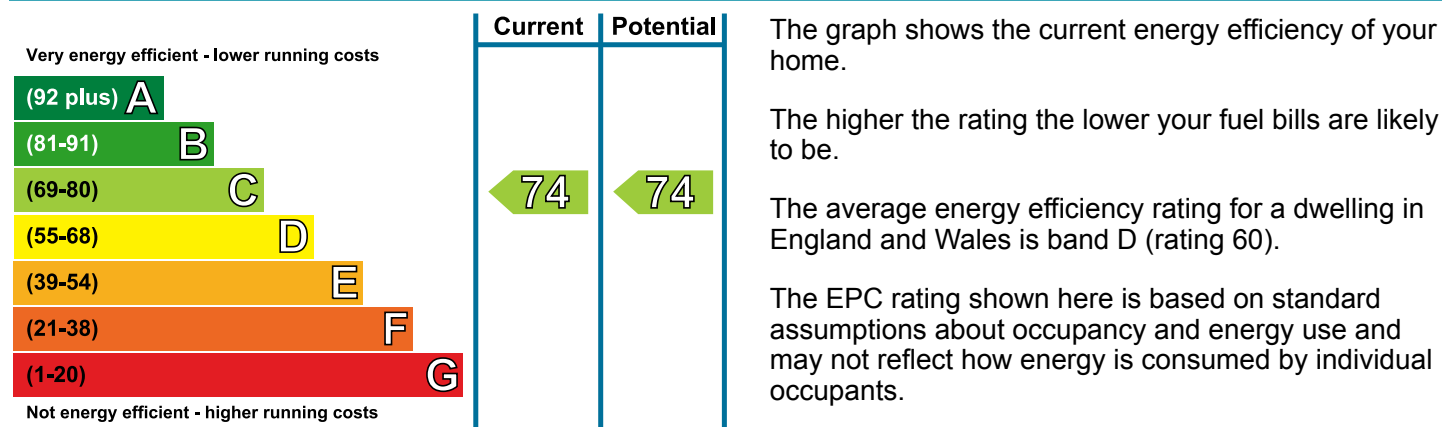 Current Potential
Very energy efficient - lower running costs
(92 plus) A
(81-91) B
(69-80) C 74 74
(55-68) D
(39-54) E
(21-38) F
(1-20) G
Not energy efficient - higher running costs
The graph shows the current energy efficiency of your
home.
The higher the rating the lower your fuel bills are likely
to be.
The average energy efficiency rating for a dwelling in
England and Wales is band D (rating 60).
The EPC rating shown here is based on standard
assumptions about occupancy and energy use and
may not reflect how energy is consumed by individual
occupants.